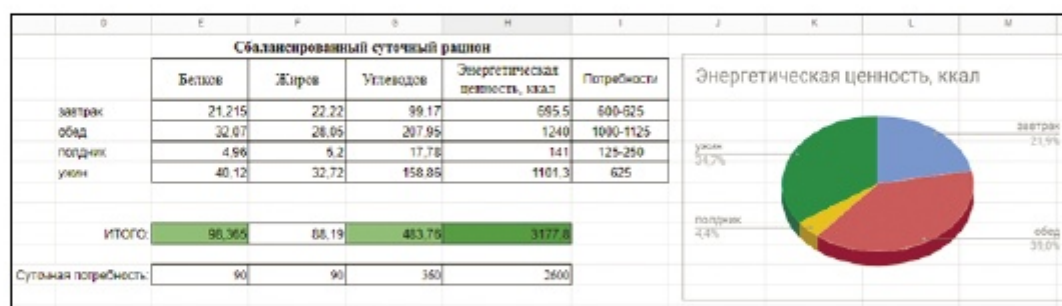 D E F G H I J K L M
Сбалансированный суточный рацион
Белков Жиров Углеводов Энергетическая ценность, ккал Потребности
завтрак 21,215 22,22 99,17 695,5 600-625
обед 32,07 28,05 207,95 1240 1000-1125
полдник 4,96 5,2 17,78 141 125-250
ужин 40,12 32,72 158,86 1101,3 625
ИТОГО: 98,365 88,19 483,76 3177,8
Суточная потребность: 90 90 350 2600
Энергетическая ценность, ккал
завтрак
21,9%
ужин
34,7%
полдник
4,4%
обед
39,0%